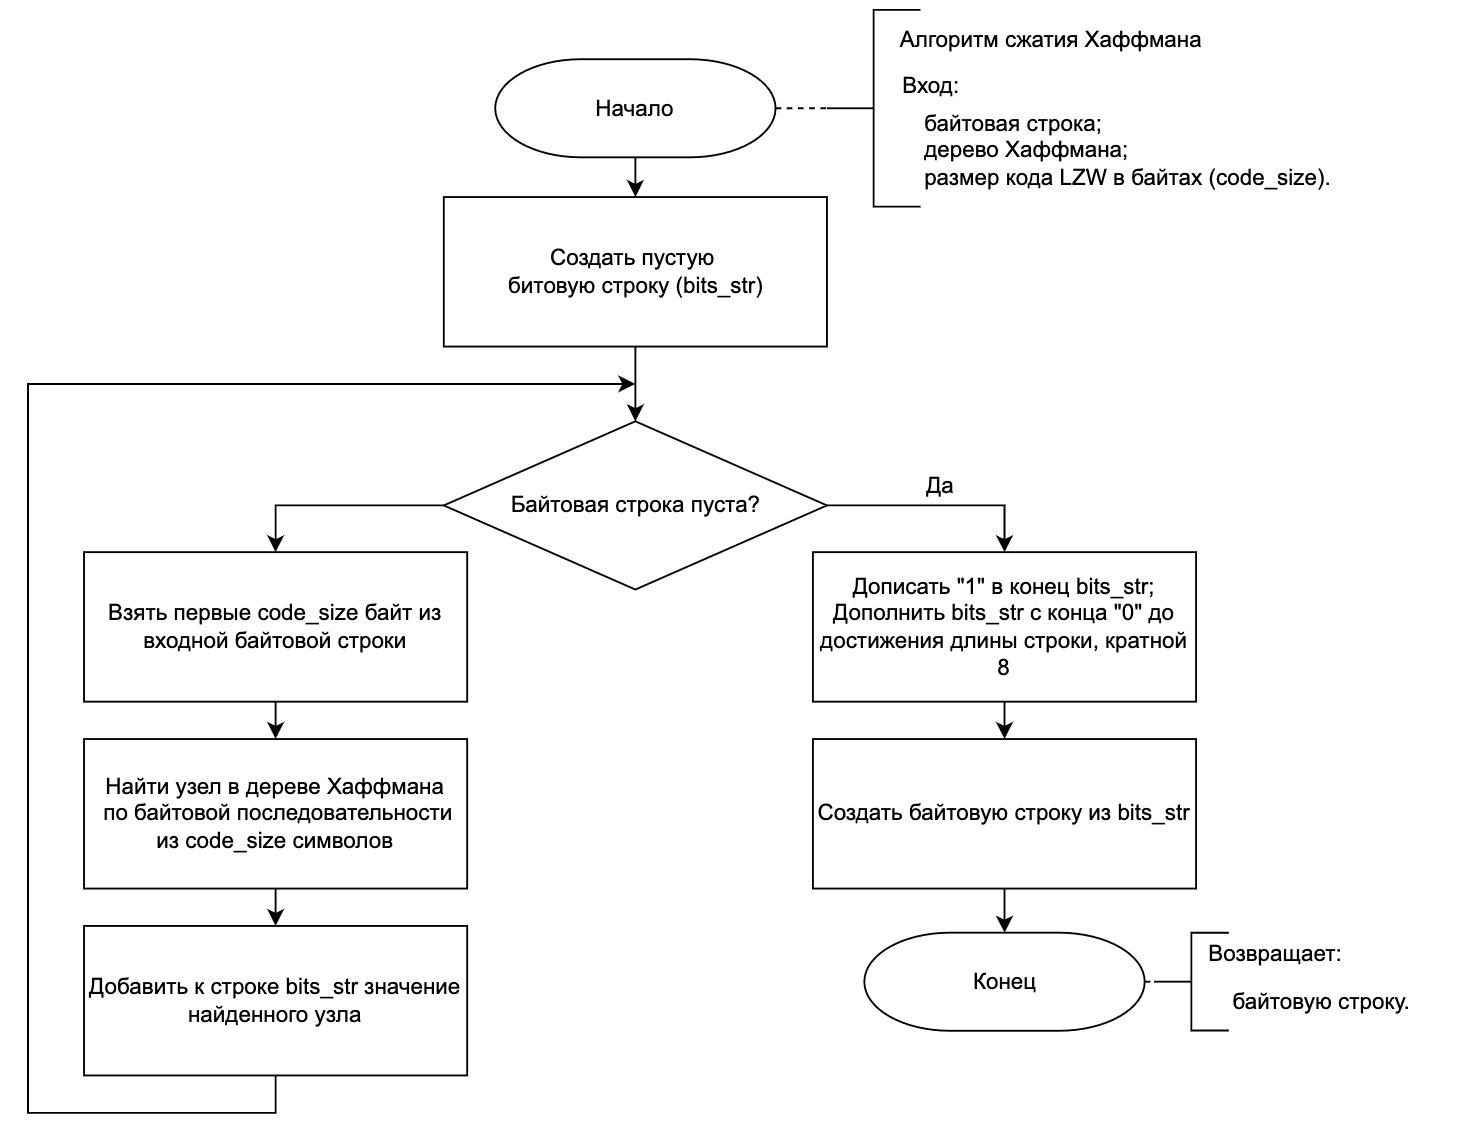 Алгоритм сжатия Хаффмана
Вход:
байтовая строка;
дерево Хаффмана;
размер кода LZW в байтах (code_size).
Начало
Создать пустую
битовую строку (bits_str)
Байтовая строка пуста?
Да
Взять первые code_size байт из
входной байтовой строки
Найти узел в дереве Хаффмана
по байтовой последовательности
из code_size символов
Добавить к строке bits_str значение
найденного узла
Дописать "1" в конец bits_str;
Дополнить bits_str с конца "0" до
достижения длины строки, кратной
8
Создать байтовую строку из bits_str
Конец
Возвращает:
байтовую строку.